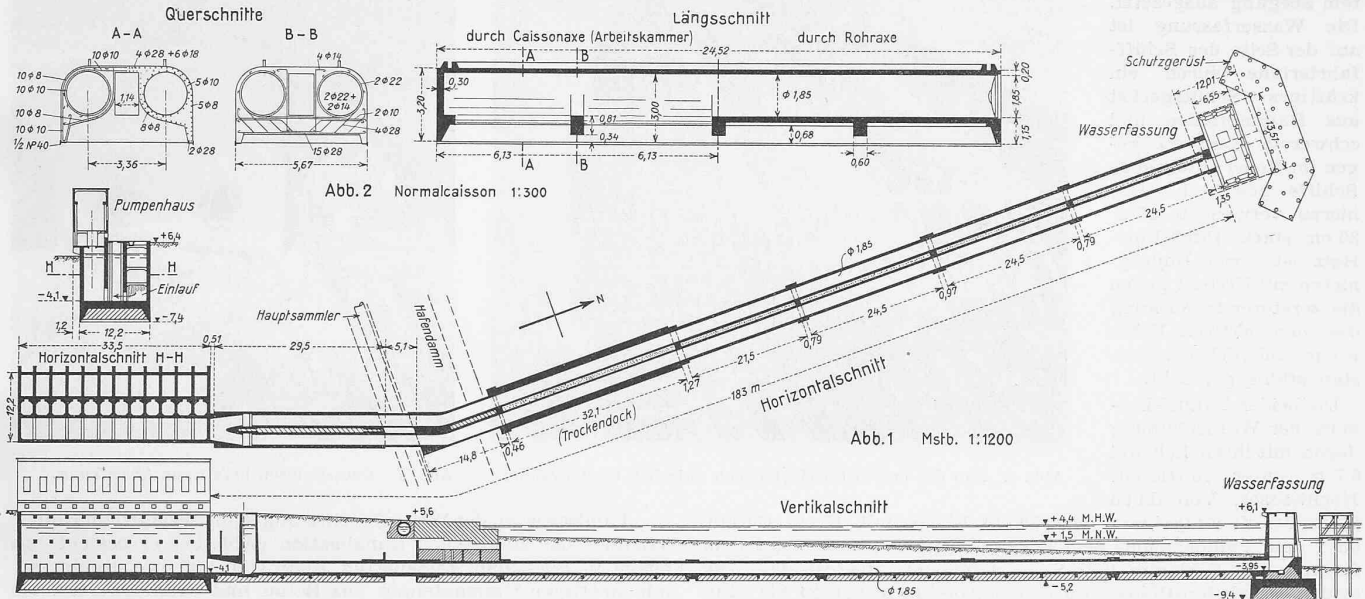 Querschnitte
A-A
B-B
10Φ10
4Φ28+6Φ18
4Φ14
10Φ8
10Φ10
5Φ10
5Φ8
1,14
10Φ8
10Φ10
½ Nº40
8Φ8
2Φ28
3,36
2Φ22
2Φ22+
2Φ14
2Φ10
4Φ28
15Φ28
5,67
Abb. 2 Normalcaisson 1:300
Längsschnitt
durch Caissonaxe (Arbeitskammer)
durch Rohraxe
24,52
A
B
0,30
3,20
3,00
Φ 1,85
0,20
1,85
1,15
0,81
0,34
0,68
6,13
6,13
0,60
A
B
Schutzgerüst
12,01
6,55
13,5
Wasserfassung
1,55
Pumpenhaus
+6,4
H
H
Einlauf
-4,1
-7,4
1,2
12,2
33,5
0,51
29,5
5,1
Horizontalschnitt H-H
12,2
Hauptsammler
Hafendamm
N
Φ 1,85
24,5
0,79
24,5
0,97
24,5
0,79
21,5
1,27
32,1
(Trockendock)
0,46
14,8
183 m
Horizontalschnitt
Abb.1 Mstb. 1:1200
Vertikalschnitt
Wasserfassung
+5,6
+4,4 M.H.W.
+1,5 M.N.W.
+6,1
-4,1
-3,95
Φ 1.85
-5,2
-9,4